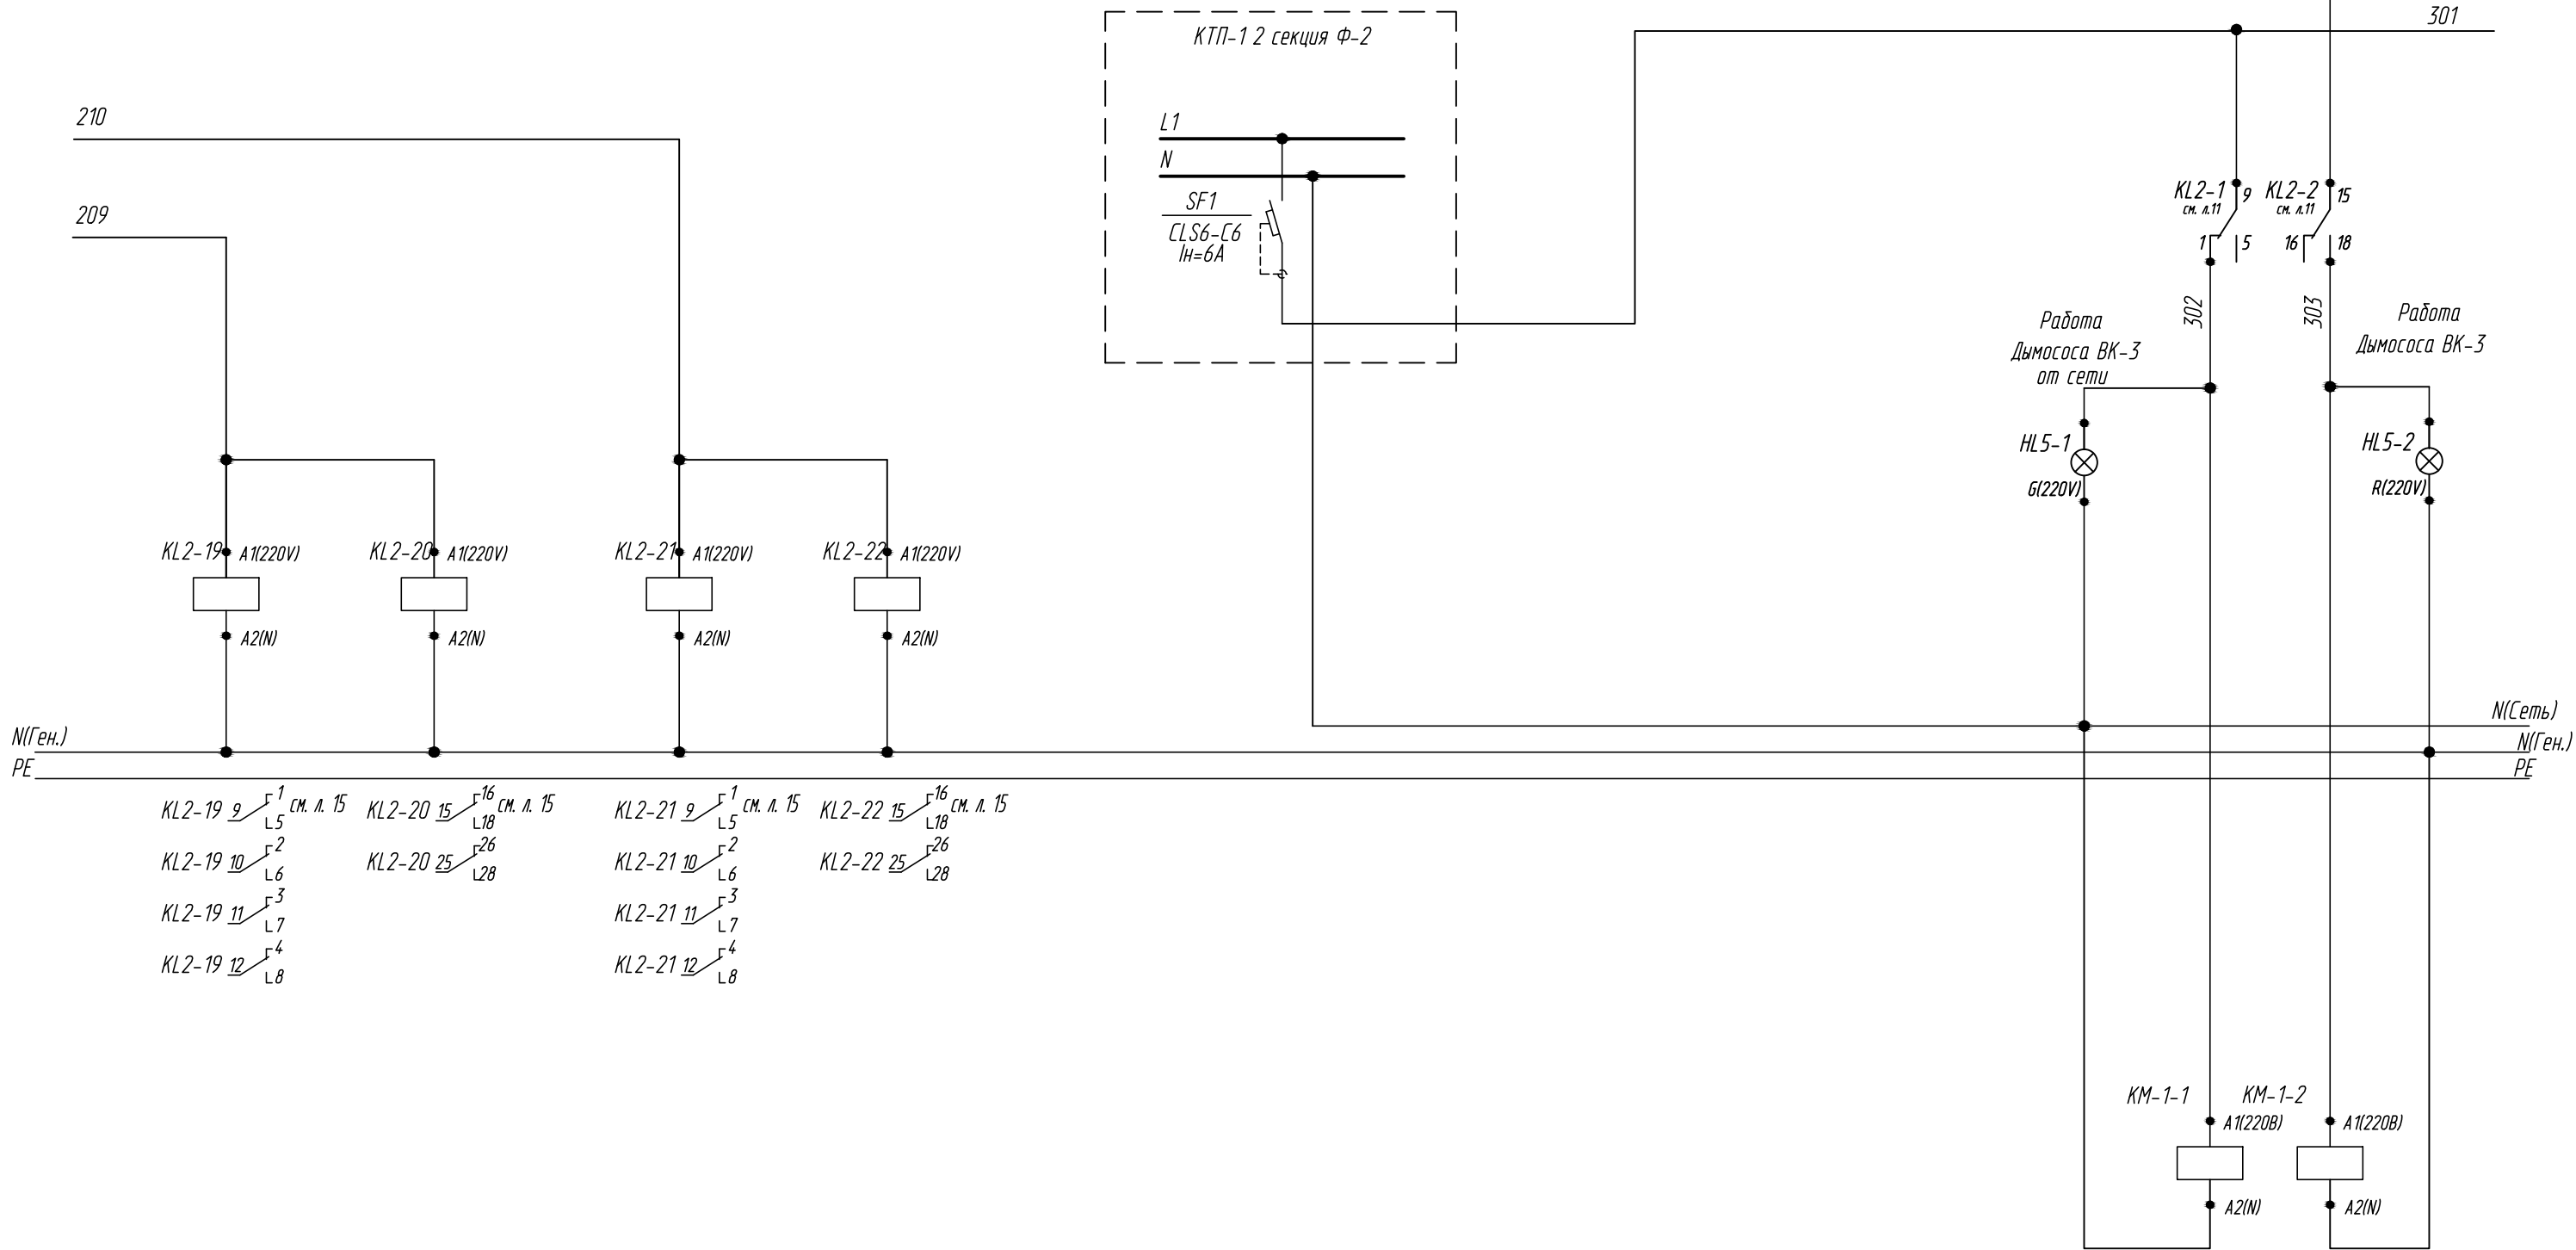 КТП-1 2 секция Ф-2
301
210
L1
N
209
SF1
CLS6-C6
Iн=6А
KL2-1
см. л.11
9
1
5
KL2-2
см. л.11
15
16
18
302
303
Работа
Дымососа ВК-3
от сети
Работа
Дымососа ВК-3
HL5-1
G(220V)
HL5-2
R(220V)
KL2-19 A1(220V)
KL2-20 A1(220V)
KL2-21 A1(220V)
KL2-22 A1(220V)
A2(N)
A2(N)
A2(N)
A2(N)
N(Сеть)
N(Ген.)
N(Ген.)
PE
PE
KL2-19 9 1 5 см. л. 15
KL2-19 10 2 6
KL2-19 11 3 7
KL2-19 12 4 8
KL2-20 15 16 18 см. л. 15
KL2-20 25 26 28
KL2-21 9 1 5 см. л. 15
KL2-21 10 2 6
KL2-21 11 3 7
KL2-21 12 4 8
KL2-22 15 16 18 см. л. 15
KL2-22 25 26 28
КМ-1-1
A1(220В)
A2(N)
КМ-1-2
A1(220В)
A2(N)